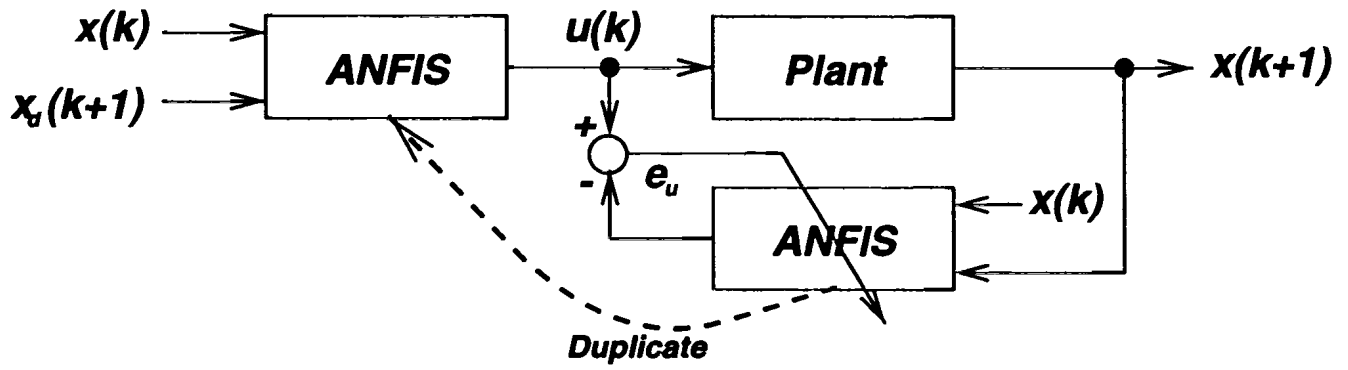 x(k)
x_d(k+1)
ANFIS
u(k)
Plant
x(k+1)
+
-
e_u
x(k)
ANFIS
Duplicate